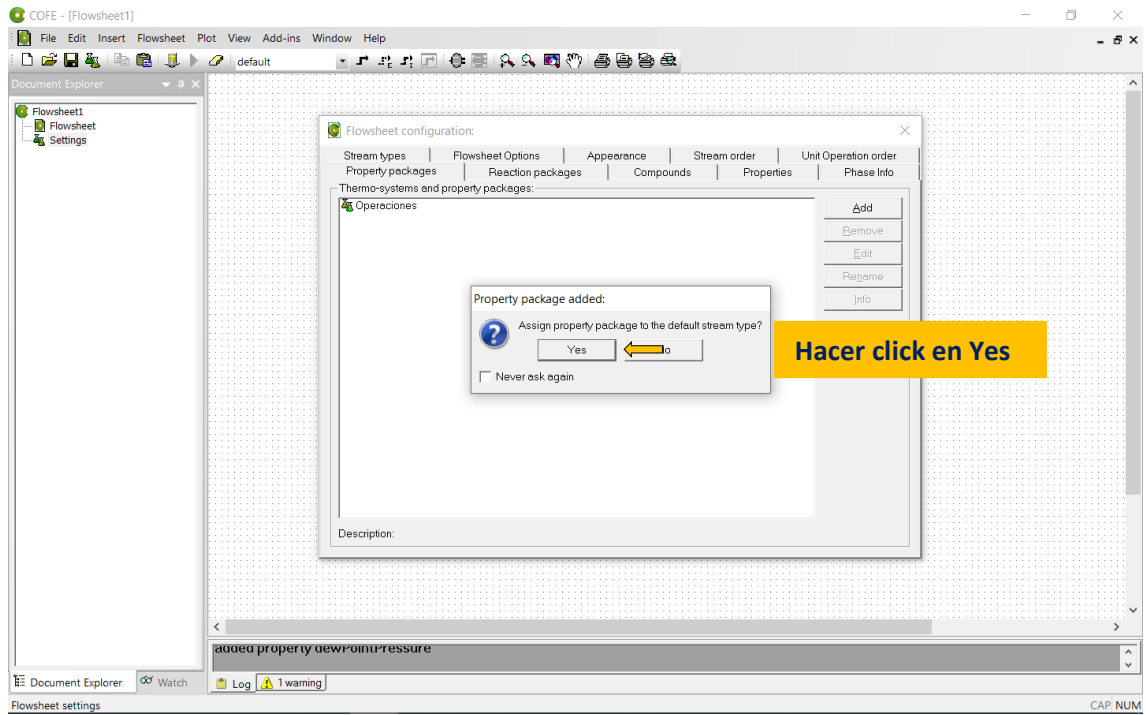 COFE - [Flowsheet1]
File Edit Insert Flowsheet Plot View Add-ins Window Help
default
Document Explorer
Flowsheet1
Flowsheet
Settings
Flowsheet configuration:
Stream types Flowsheet Options Appearance Stream order Unit Operation order
Property packages Reaction packages Compounds Properties Phase Info
Thermo-systems and property packages:
Operaciones
Add
Remove
Edit
Rename
Info
Property package added:
Assign property package to the default stream type?
Yes
Never ask again
Hacer click en Yes
Description:
added property dewPointPressure
Document Explorer Watch
Log 1 warning
Flowsheet settings
CAP NUM